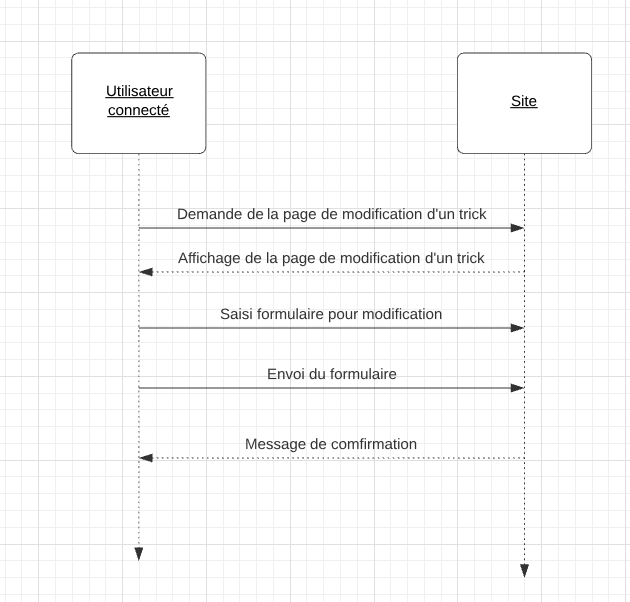 Utilisateur
connecté
Site
Demande de la page de modification d'un trick
Affichage de la page de modification d'un trick
Saisi formulaire pour modification
Envoi du formulaire
Message de comfirmation